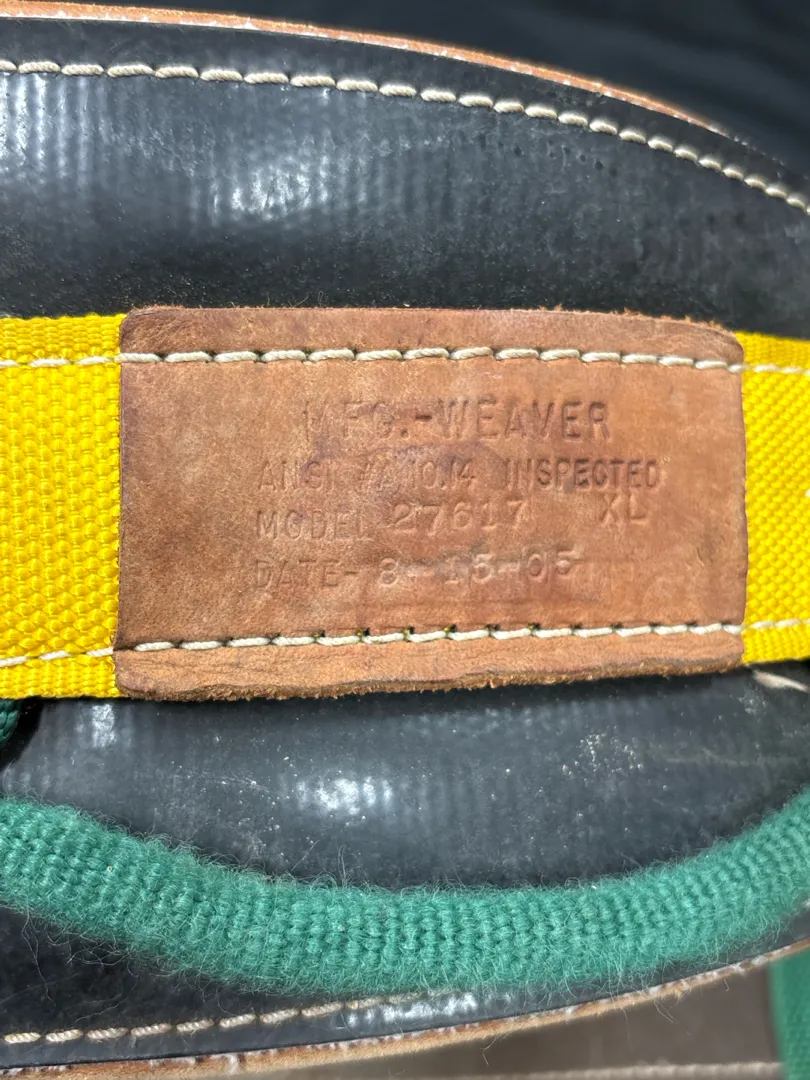 MFG.-WEAVER
ANSI #A10.14 INSPECTED
MODEL 27617 XL
DATE- 8-15-05